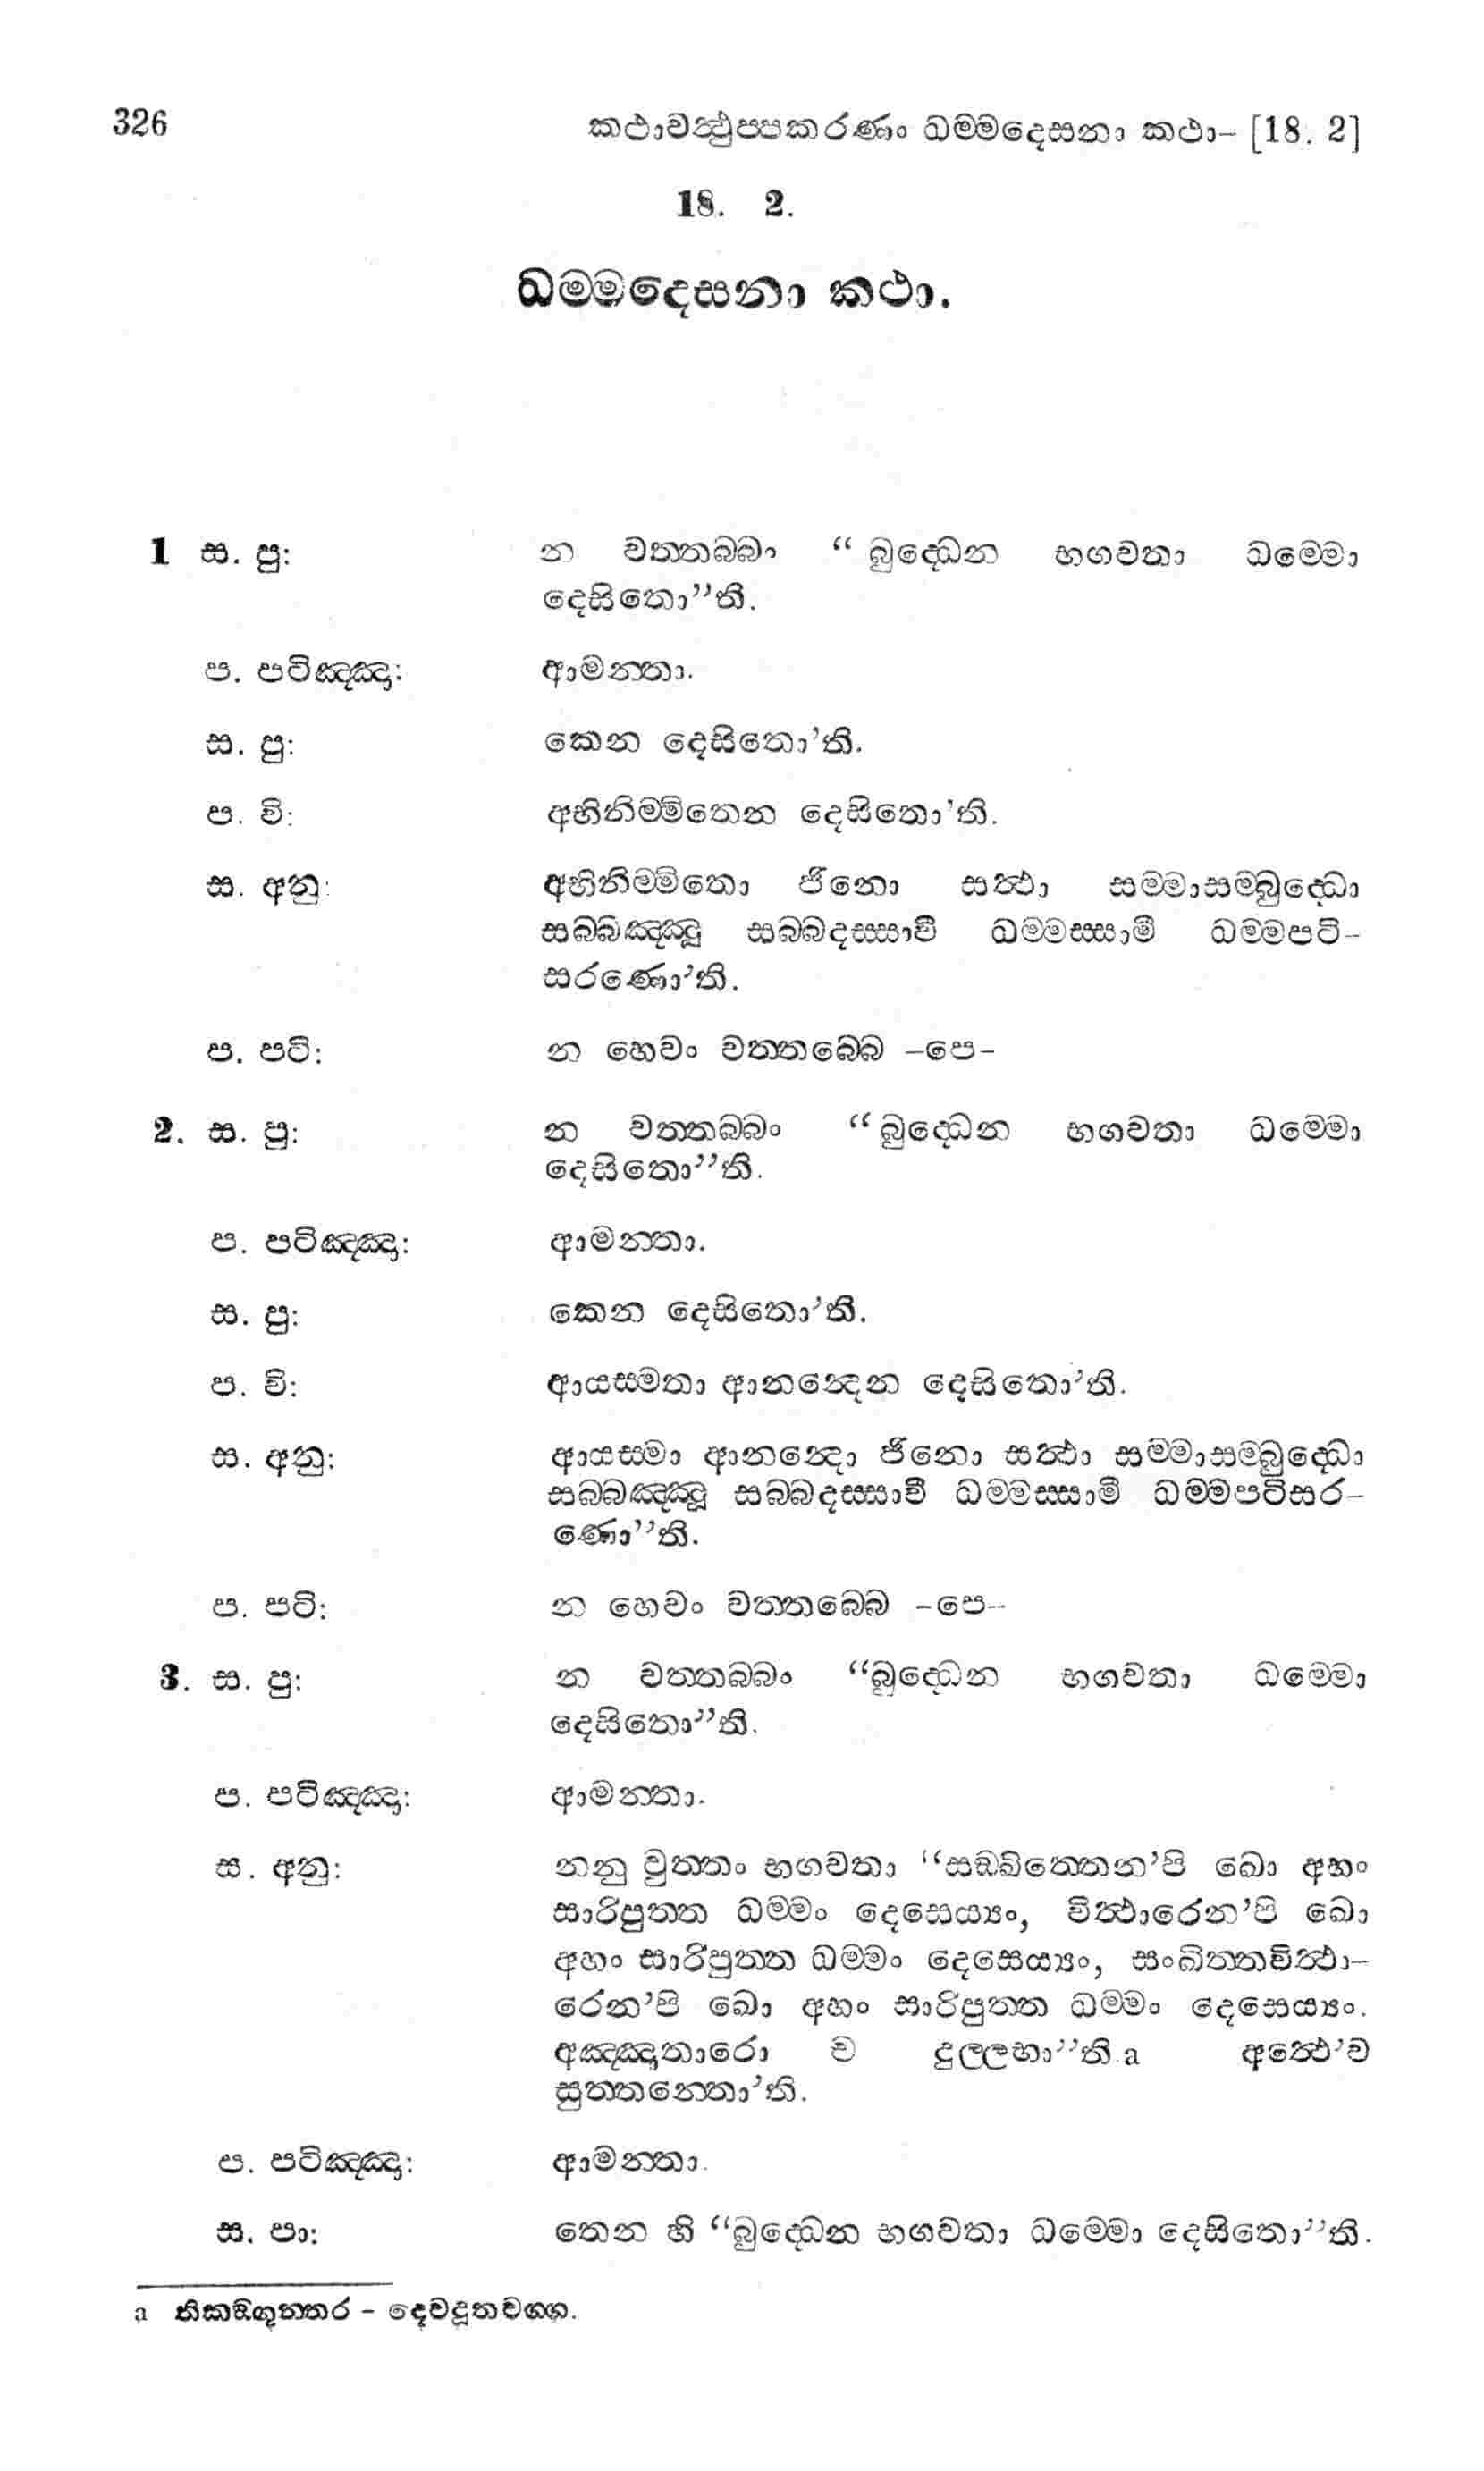 326 කථාවත්‍ථුප්පකරණං ධම්මදෙසනා කථා– [18. 2]
18. 2.
ධම්මදෙසනා කථා.
1 ස. පු: න වත්තබ්බා “ බුද්ධෙන භගවතා ධම්මො
දෙසිතො”ති.
ප. පටිඤ්ඤා: ආමන්තා.
ස. පු: කෙන දෙසිතො’ති.
ප. වි: අභිනිම්මිතෙන දෙසිතො’ති.
ස. අනු: අභිනිම්මිතො ජිනො සත්‍ථා සම්මාසම්බුද්ධො
සබ්බඤ්ඤූ සබ්බදස්සාවී ධම්මස්සාමී ධම්මපටි–
සරණො’ති.
ප. පටි: න හෙවං වත්තබ්බෙ –පෙ–
2. ස. පු: න වත්තබ්බං “බුද්ධෙන භගවතා ධම්මො
දෙසිතො”ති.
ප. පටිඤ්ඤා: ආමන්තා.
ස. පු: කෙන දෙසිතො’ති.
ප. වි: ආයස්මතා ආනන්‍දෙන දෙසිතො’ති.
ස. අනු: ආයස්මා ආනන්‍දො ජිනො සත්‍ථා සම්මාසම්බුද්ධො
සබ්බඤ්ඤූ සබ්බදස්සාවී ධම්මස්සාමී ධම්මපටිසර–
ණො”ති.
ප. පටි: න හෙවං වත්තබ්බෙ –පෙ–
3. ස. පු: න වත්තබ්බං “බුද්ධෙන භගවතා ධම්මො
දෙසිතො”ති.
ප. පටිඤ්ඤා: ආමන්තා.
ස. අනු: නනු වුත්තං භගවතා “සඞ්ඛිත්තෙන’පි ඛො අහං
සාරිපුත්ත ධම්මං දෙසෙය්‍යං, විත්‍ථාරෙන’පි ඛො
අහං සාරිපුත්ත ධම්මං දෙසෙය්‍යං, සංඛිත්තවිත්‍ථා–
රෙන’පි ඛො අහං සාරිපුත්ත ධම්මං දෙසෙය්‍යං.
අඤ්ඤාතාරො ච දුල්ලභා”ති.a අත්‍ථෙ’ව
සුත්තන්තො’ති.
ප. පටිඤ්ඤා: ආමන්තා.
ස. පා: තෙන හි “බුද්ධෙන භගවතා ධම්මො දෙසිතො”ති.
a තිකඞ්ගුත්තර – දෙවදූතවග්ග.